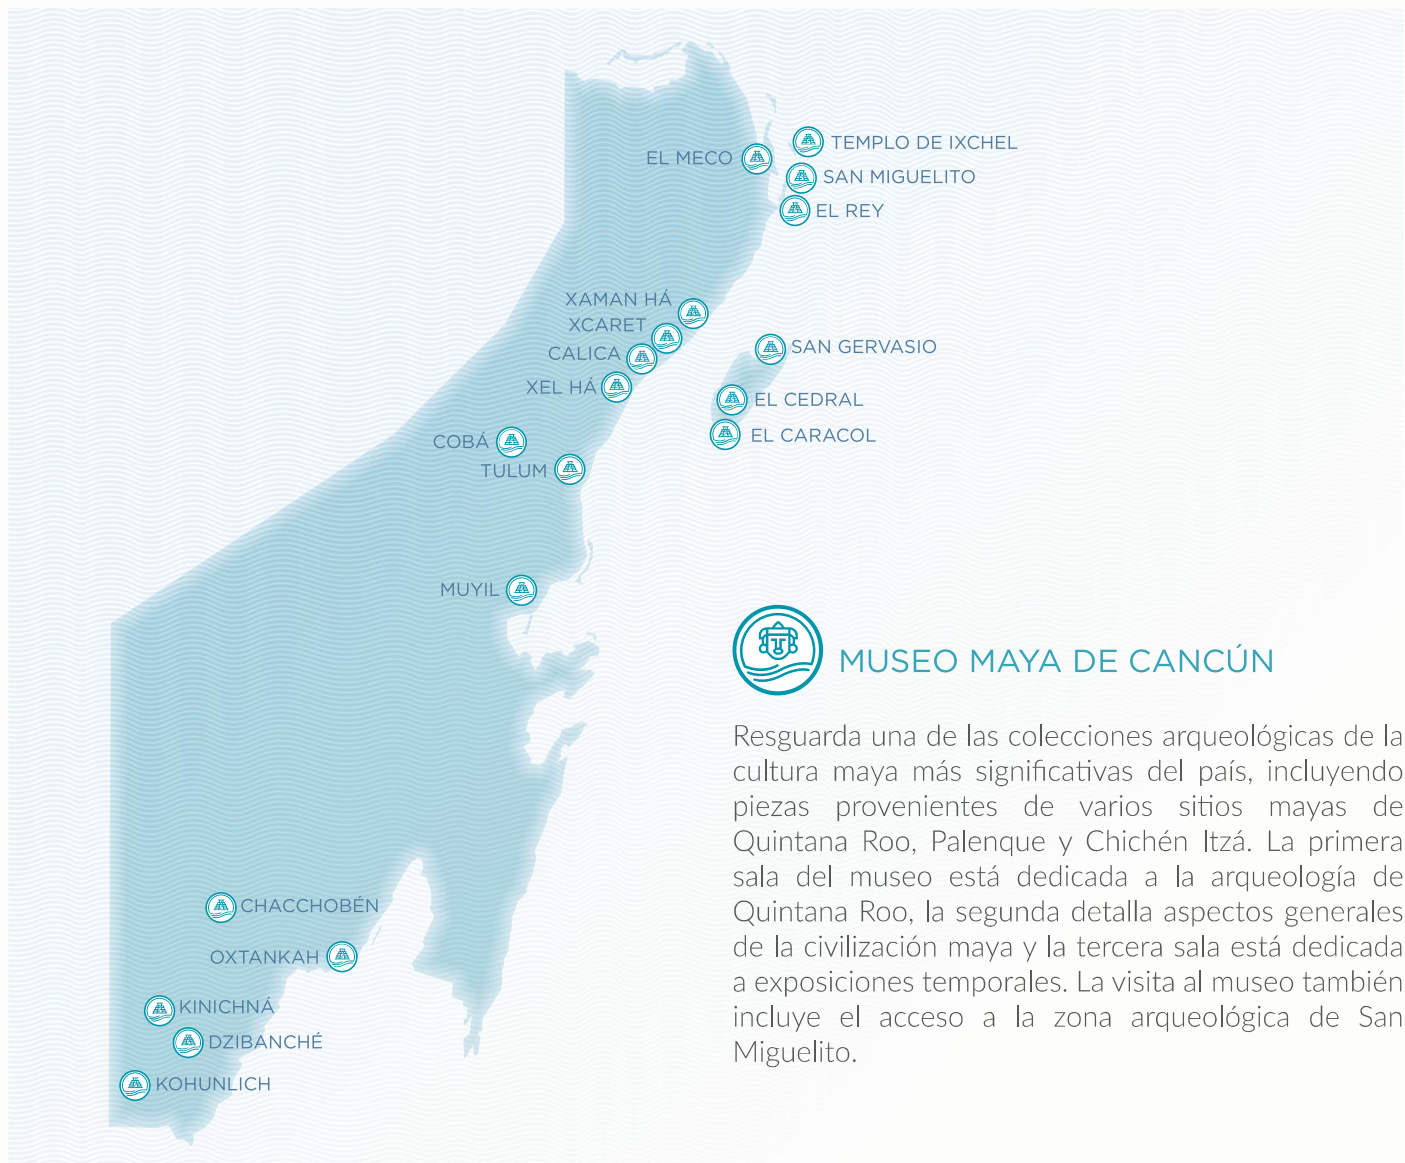 TEMPLO DE IXCHEL
EL MECO
SAN MIGUELITO
EL REY
XAMAN HÁ
XCARET
CALICA
SAN GERVASIO
XEL HÁ
EL CEDRAL
EL CARACOL
COBÁ
TULUM
MUYIL
MUSEO MAYA DE CANCÚN
Resguarda una de las colecciones arqueológicas de la
cultura maya más significativas del país, incluyendo
piezas provenientes de varios sitios mayas de
Quintana Roo, Palenque y Chichén Itzá. La primera
sala del museo está dedicada a la arqueología de
Quintana Roo, la segunda detalla aspectos generales
de la civilización maya y la tercera sala está dedicada
a exposiciones temporales. La visita al museo también
incluye el acceso a la zona arqueológica de San
Miguelito.
CHACCHOBÉN
OXTANKAH
KINICHNÁ
DZIBANCHÉ
KOHUNLICH